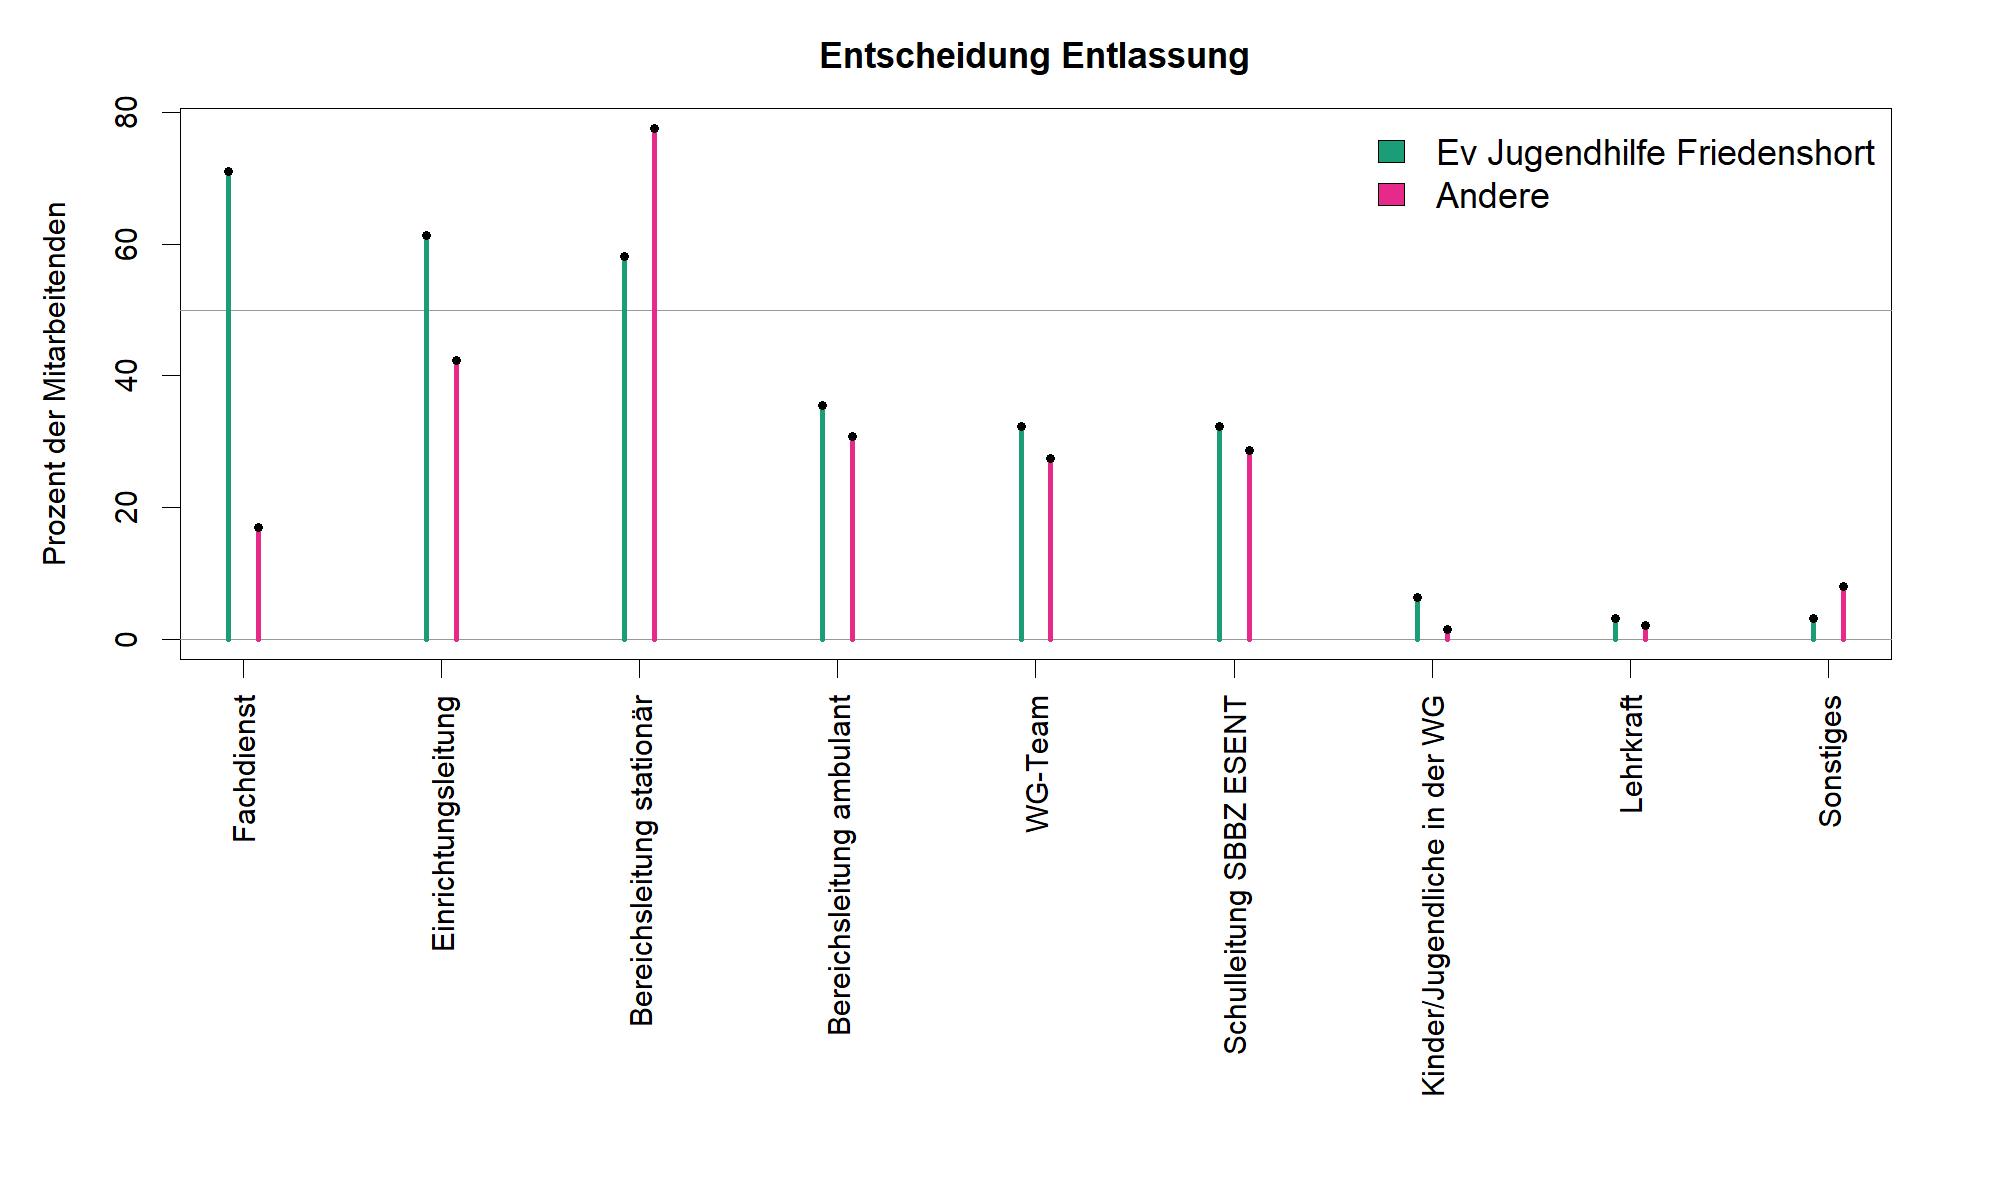 Entscheidung Entlassung
Ev Jugendhilfe Friedenshort
Andere
Prozent der Mitarbeitenden
80
60
40
20
0
Fachdienst
Einrichtungsleitung
Bereichsleitung stationär
Bereichsleitung ambulant
WG-Team
Schulleitung SBBZ ESENT
Kinder/Jugendliche in der WG
Lehrkraft
Sonstiges